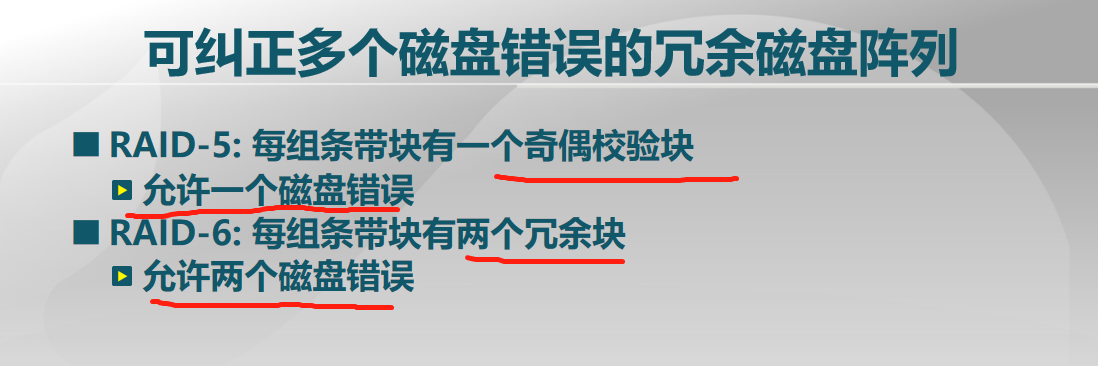 可纠正多个磁盘错误的冗余磁盘阵列
RAID-5: 每组条带块有一个奇偶校验块
允许一个磁盘错误
RAID-6: 每组条带块有两个冗余块
允许两个磁盘错误